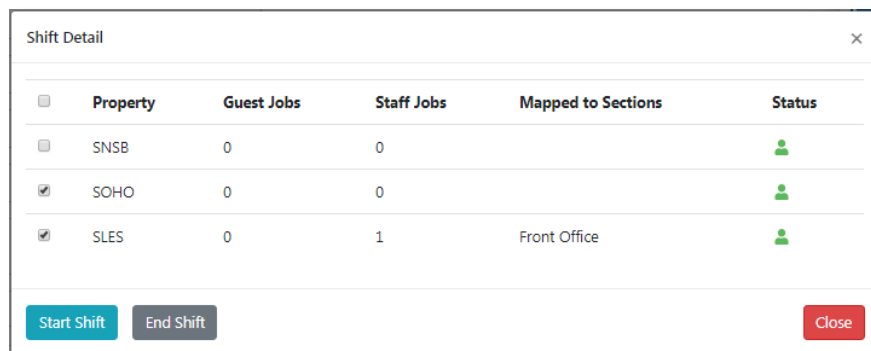 Shift Detail ×
Property Guest Jobs Staff Jobs Mapped to Sections Status
SNSB 0 0
SOHO 0 0
SLES 0 1 Front Office
Start Shift End Shift Close